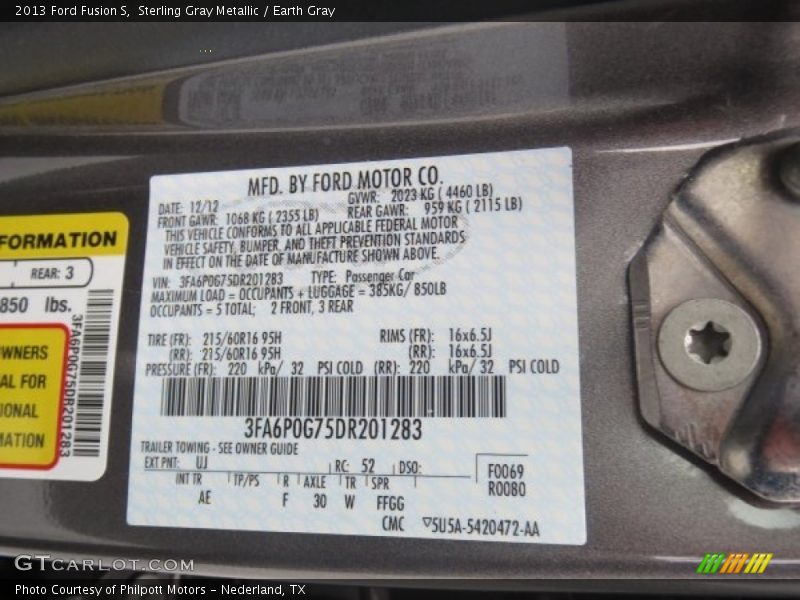 2013 Ford Fusion S,  Sterling Gray Metallic / Earth Gray
MFD. BY FORD MOTOR CO.
DATE: 12/12 GVWR: 2023 KG ( 4460 LB)
FRONT GAWR: 1068 KG ( 2355 LB) REAR GAWR: 959 KG ( 2115 LB)
THIS VEHICLE CONFORMS TO ALL APPLICABLE FEDERAL MOTOR
VEHICLE SAFETY, BUMPER, AND THEFT PREVENTION STANDARDS
IN EFFECT ON THE DATE OF MANUFACTURE SHOWN ABOVE.
VIN: 3FA6P0G75DR201283 TYPE: Passenger Car
MAXIMUM LOAD = OCCUPANTS + LUGGAGE = 385KG/ 850LB
OCCUPANTS = 5 TOTAL; 2 FRONT, 3 REAR
TIRE (FR): 215/60R16 95H RIMS (FR): 16x6.5J
(RR): 215/60R16 95H (RR): 16x6.5J
PRESSURE (FR): 220 kPa/ 32 PSI COLD (RR): 220 kPa/ 32 PSI COLD
3FA6P0G75DR201283
TRAILER TOWING - SEE OWNER GUIDE
EXT PNT: UJ RC: 52 DSO: F0069
INT TR TP/PS R AXLE TR SPR R0080
AE F 30 W FFGG
CMC ▽5U5A-5420472-AA
FORMATION
REAR: 3
850 lbs.
WNERS
AL FOR
IONAL
MATION
3FA6P0G75DR201283
GTCARLOT.COM
Photo Courtesy of Philpott Motors - Nederland, TX